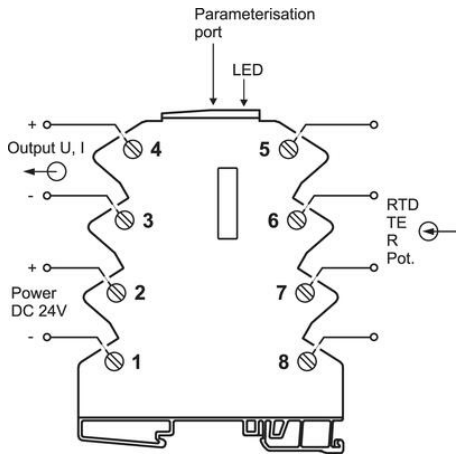 Parameterisation
port
LED
+
4
5
Output U, I
-
3
6
RTD
TE
R
Pot.
+
2
7
Power
DC 24V
-
1
8